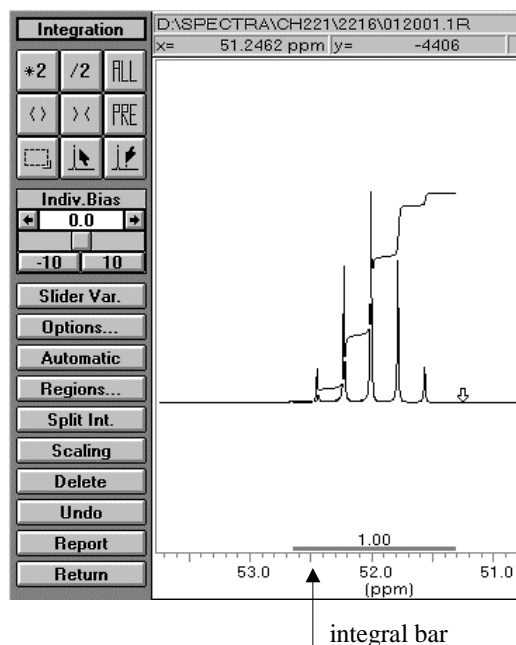 Integration
D:\SPECTRA\CH221\2216\012001.1R
x= 51.2462 ppm y= -4406
*2 /2 ALL
<> >< PRE
Indiv.Bias
0.0
-10 10
Slider Var.
Options...
Automatic
Regions...
Split Int.
Scaling
Delete
Undo
Report
Return
1.00
53.0 52.0 51.0
(ppm)
integral bar